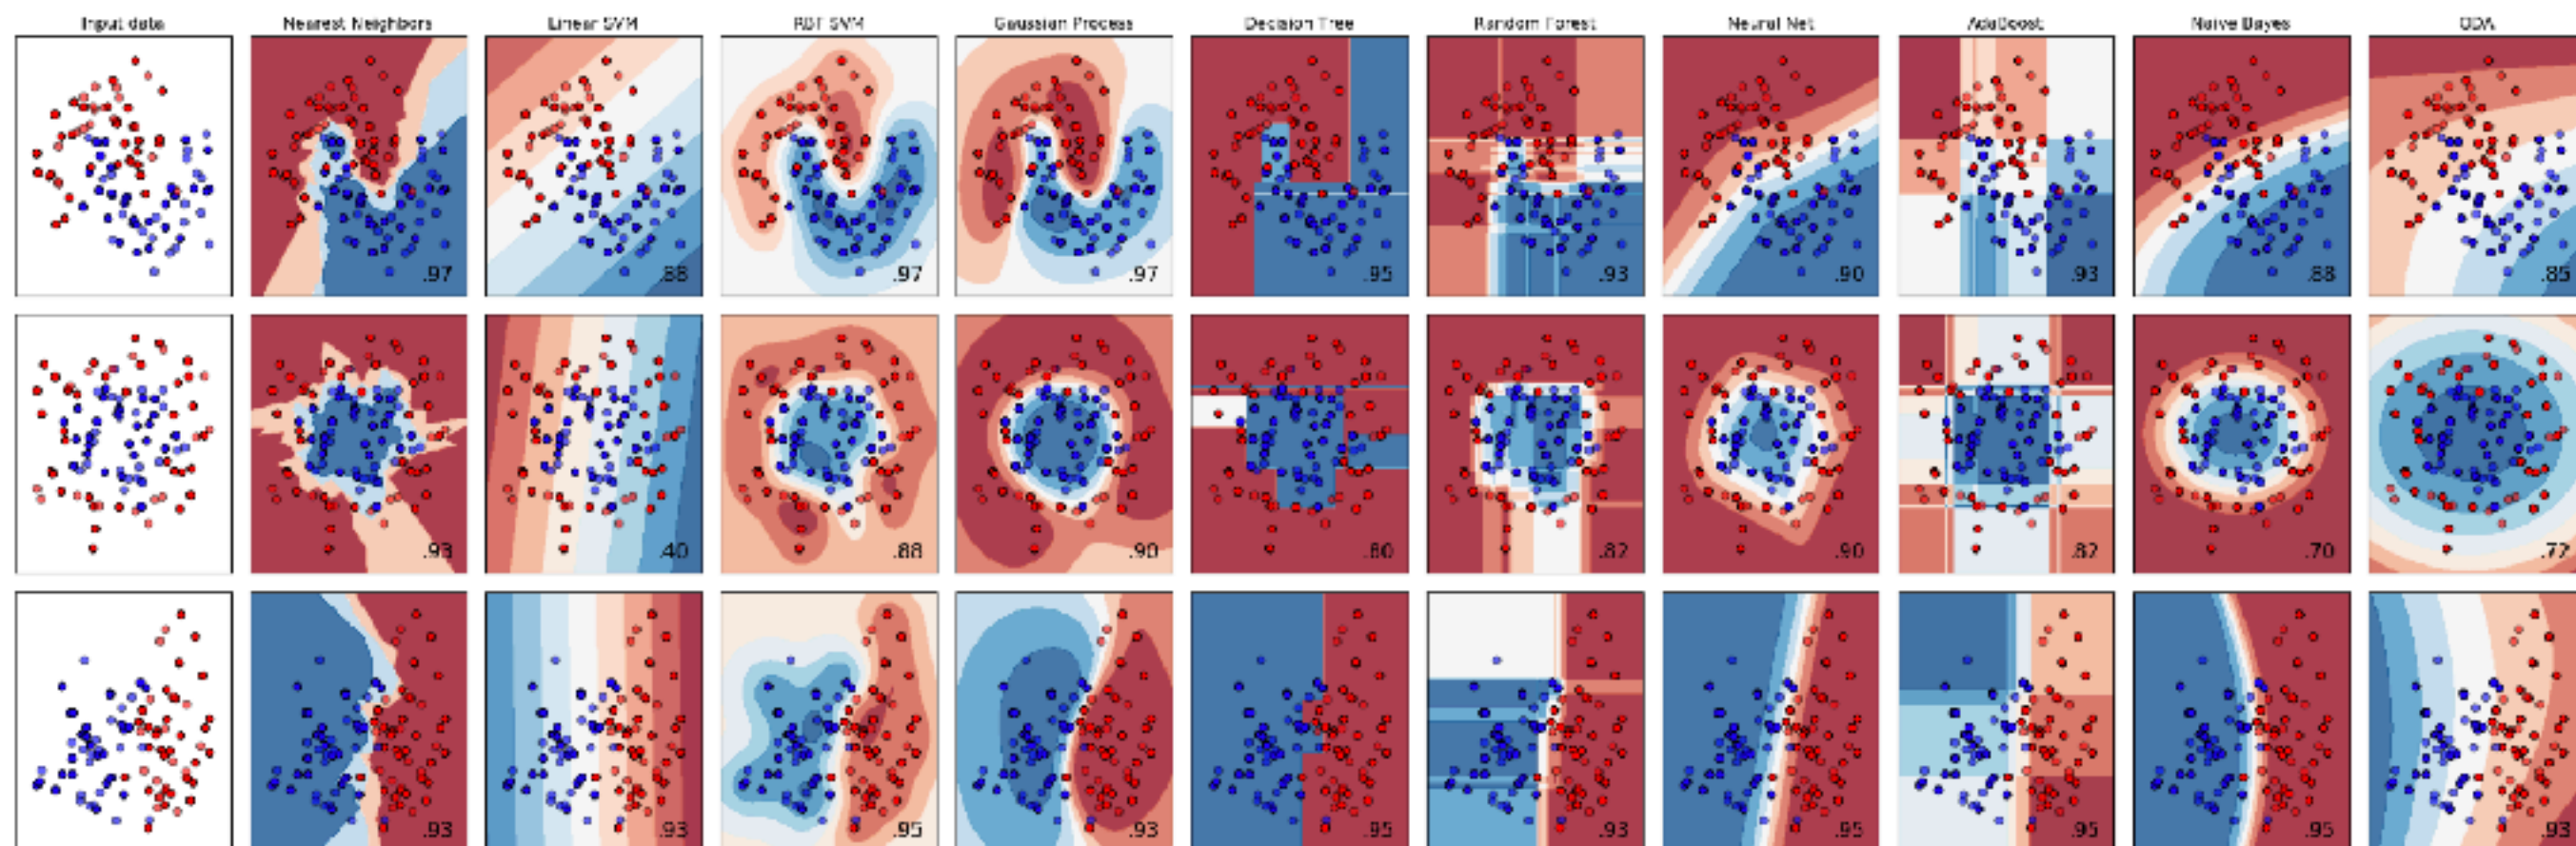 Input data Nearest Neighbors Linear SVM RBF SVM Gaussian Process Decision Tree Random Forest Neural Net AdaBoost Naive Bayes QDA
.97 .88 .97 .97 .95 .93 .90 .93 .88 .85
.93 .40 .88 .90 .80 .82 .90 .82 .70 .72
.93 .93 .95 .93 .95 .93 .95 .95 .95 .93